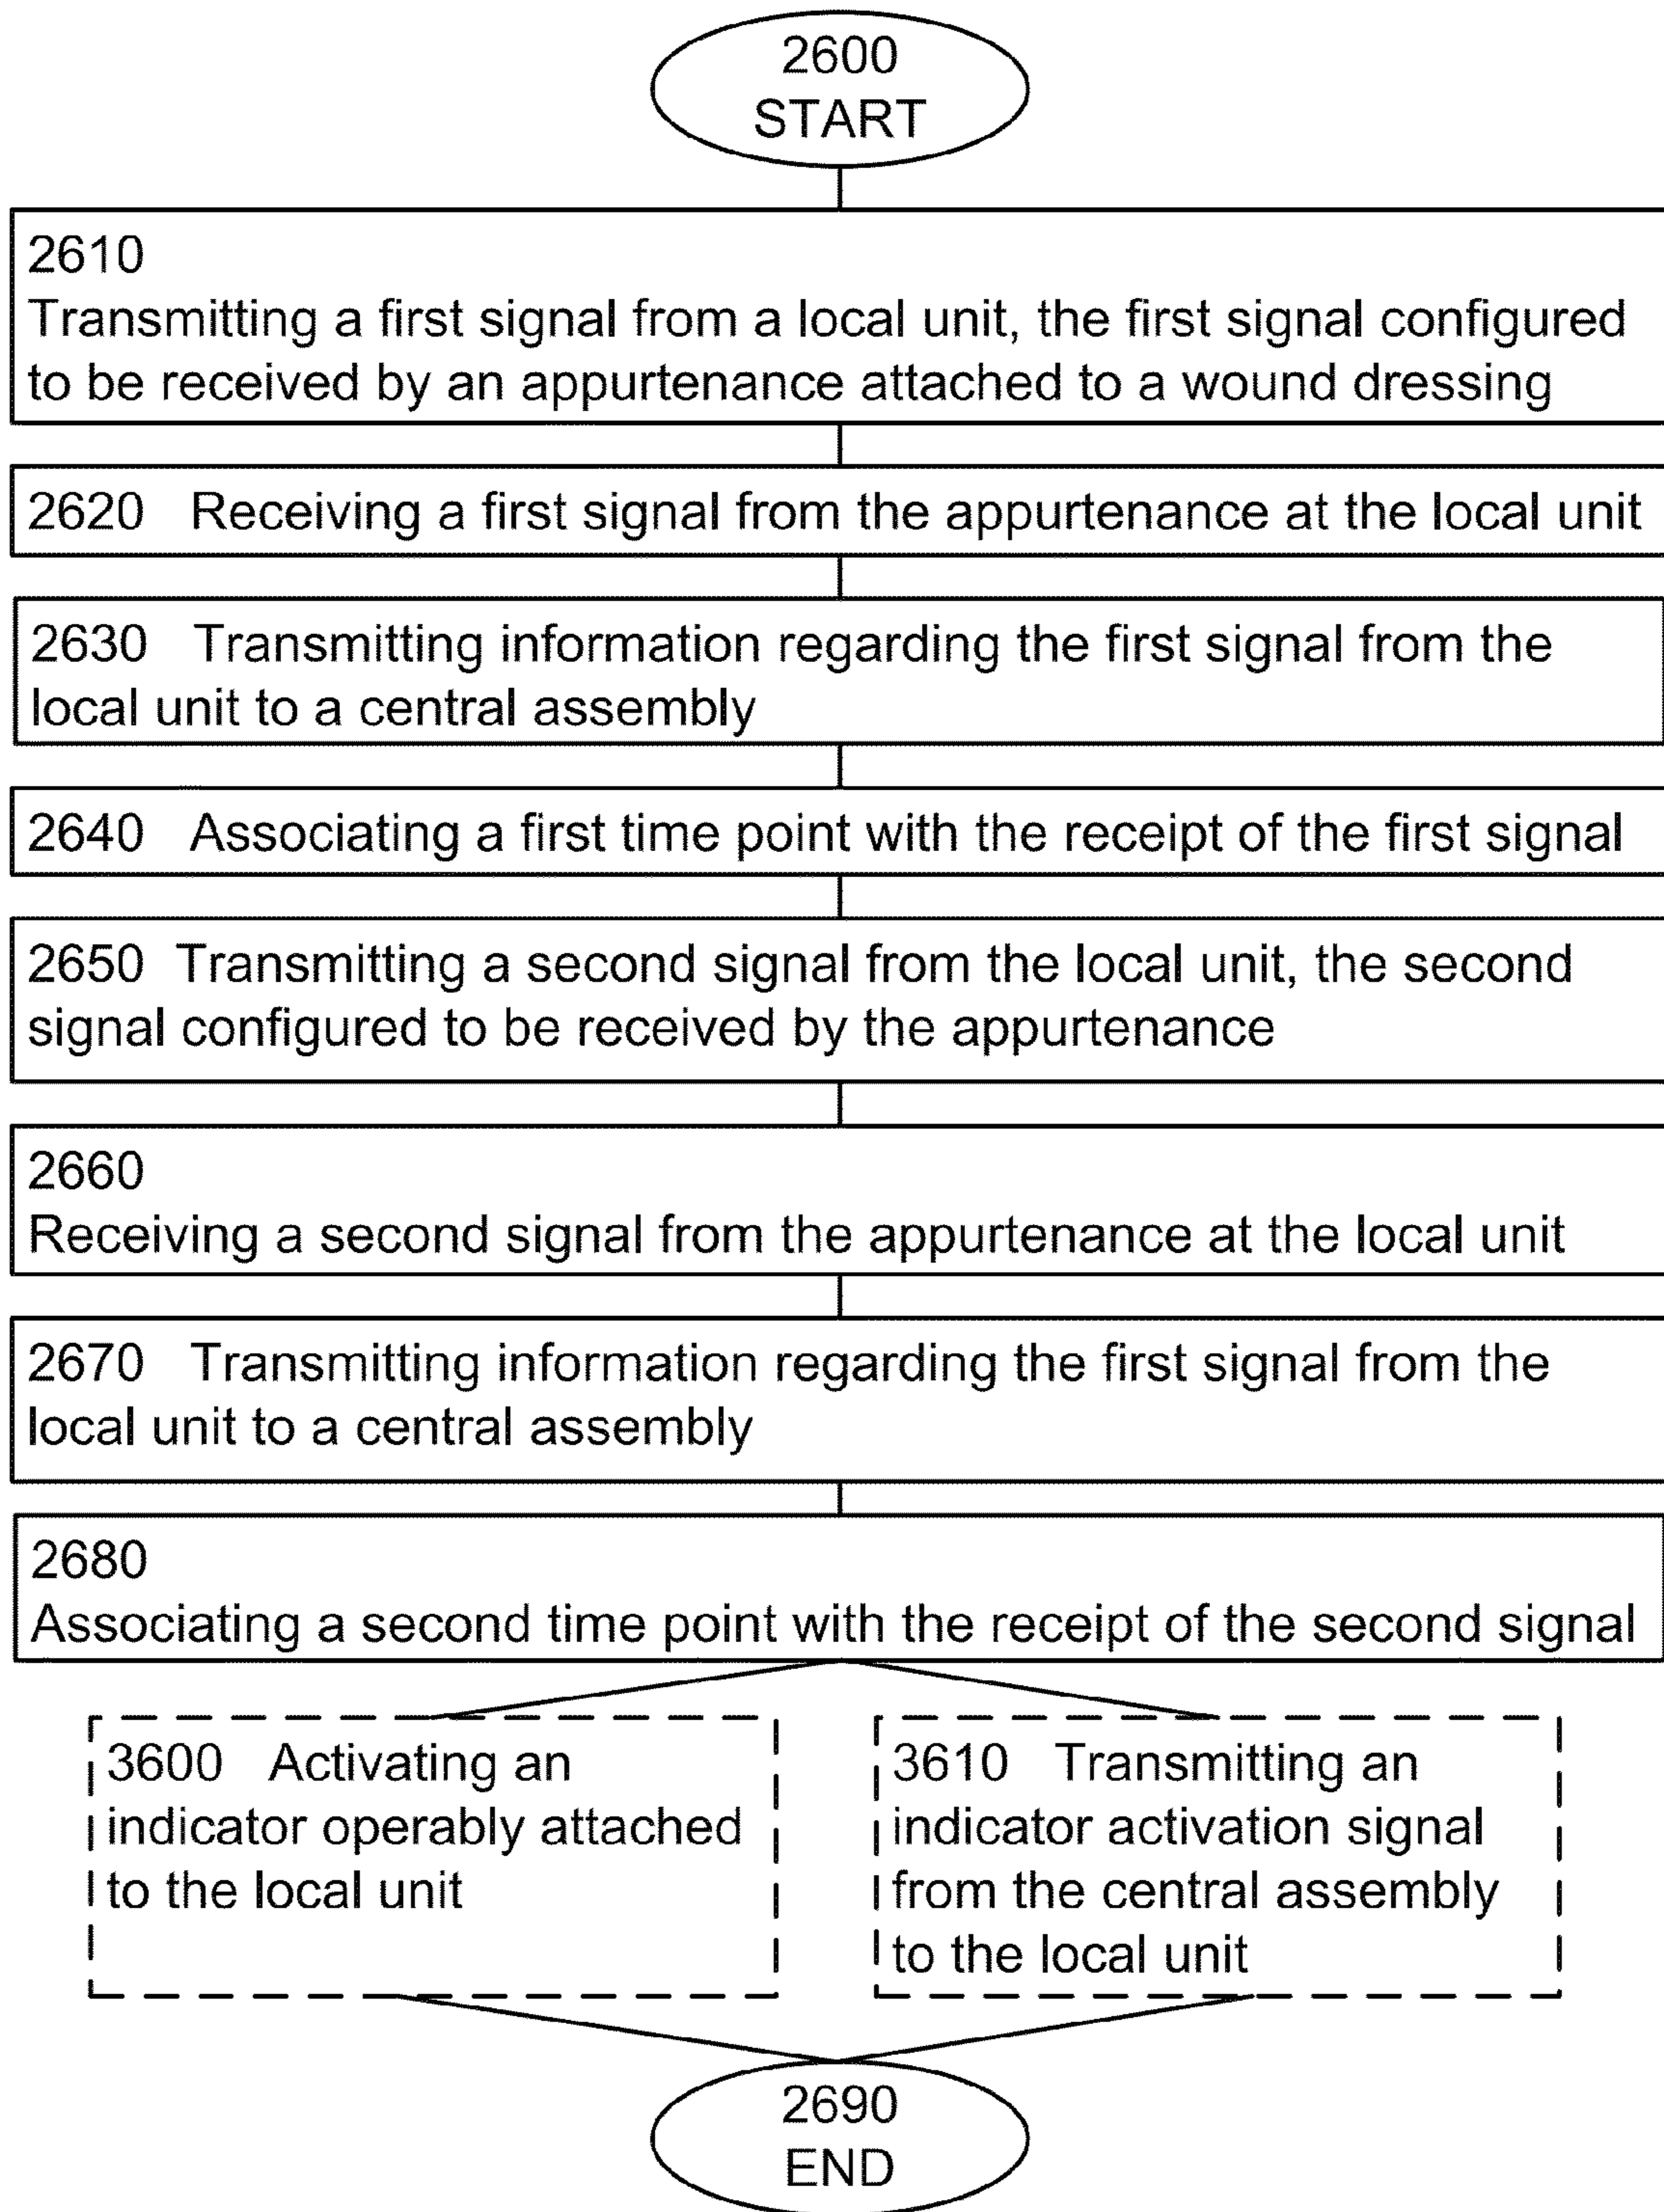 2600
START
2610
Transmitting a first signal from a local unit, the first signal configured
to be received by an appurtenance attached to a wound dressing
2620 Receiving a first signal from the appurtenance at the local unit
2630 Transmitting information regarding the first signal from the
local unit to a central assembly
2640 Associating a first time point with the receipt of the first signal
2650 Transmitting a second signal from the local unit, the second
signal configured to be received by the appurtenance
2660
Receiving a second signal from the appurtenance at the local unit
2670 Transmitting information regarding the first signal from the
local unit to a central assembly
2680
Associating a second time point with the receipt of the second signal
3600 Activating an
indicator operably attached
to the local unit
3610 Transmitting an
indicator activation signal
from the central assembly
to the local unit
2690
END